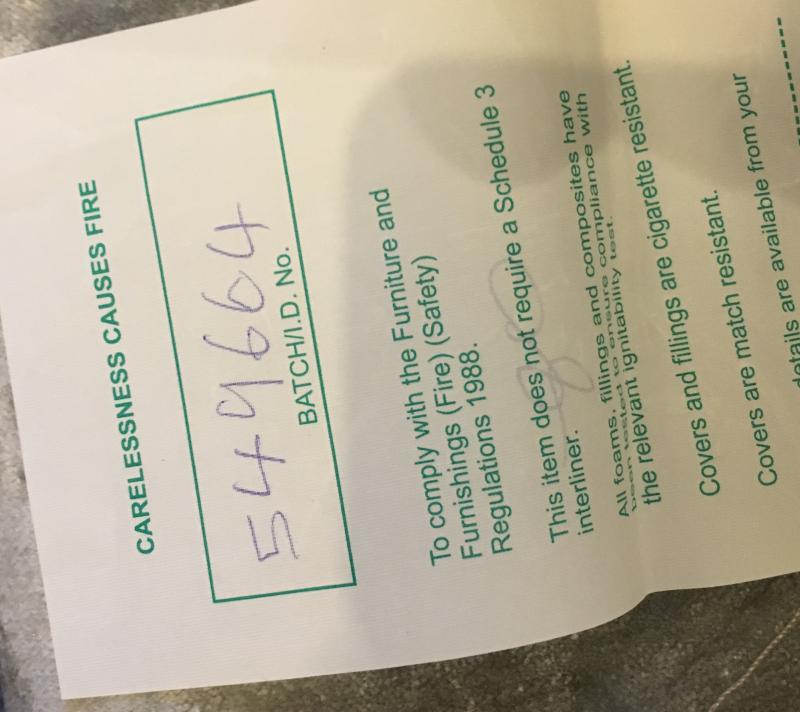 CARELESSNESS CAUSES FIRE
549664
BATCH/I.D. No.
To comply with the Furniture and
Furnishings (Fire) (Safety)
Regulations 1988.
This item does not require a Schedule 3
interliner.
All foams, fillings and composites have
been tested to ensure compliance with
the relevant ignitability test.
Covers and fillings are cigarette resistant.
Covers are match resistant.
details are available from your